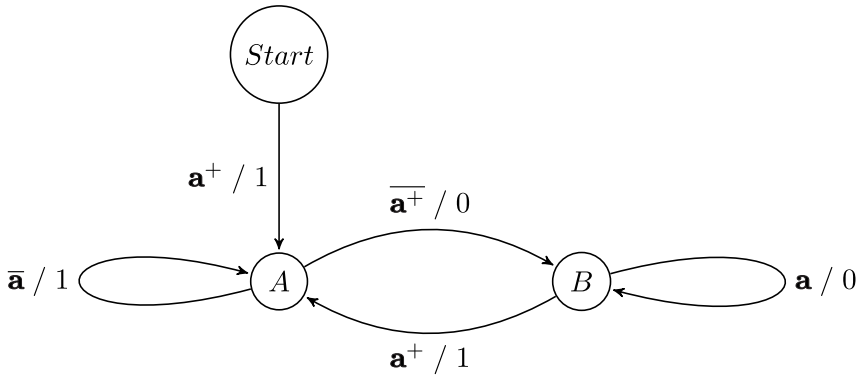 Start
a⁺ / 1
a̅⁺̅ / 0
a̅ / 1
A
B
a / 0
a⁺ / 1